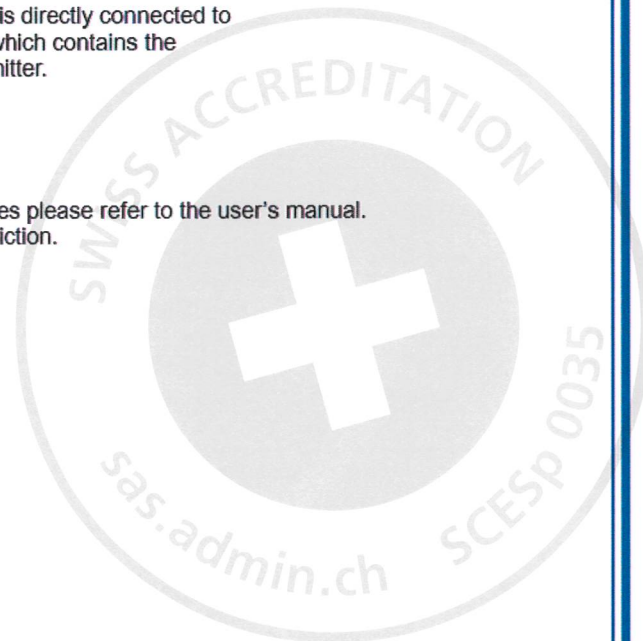 is directly connected to
which contains the
nitter.
es please refer to the user's manual.
iction.
SWISS ACCREDITATION
sas.admin.ch
SCESp 0035